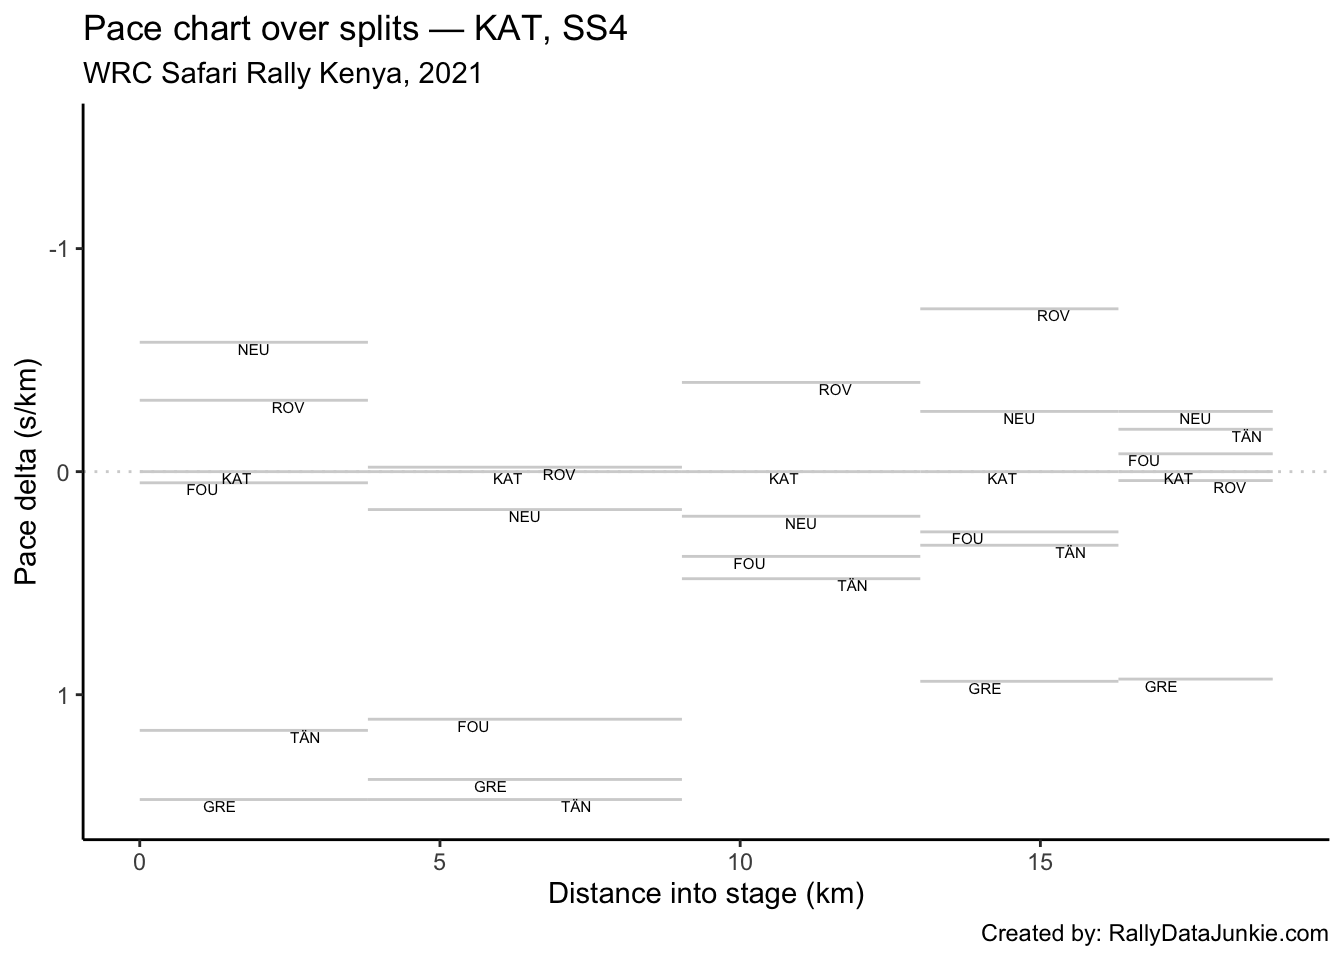 Pace chart over splits — KAT, SS4
WRC Safari Rally Kenya, 2021
Pace delta (s/km)
-1
0
1
NEU
ROV
KAT
FOU
TÄN
GRE
KAT
ROV
NEU
FOU
GRE
TÄN
ROV
KAT
NEU
FOU
TÄN
ROV
NEU
KAT
FOU
TÄN
GRE
NEU
TÄN
FOU
KAT
ROV
GRE
0 5 10 15
Distance into stage (km)
Created by: RallyDataJunkie.com